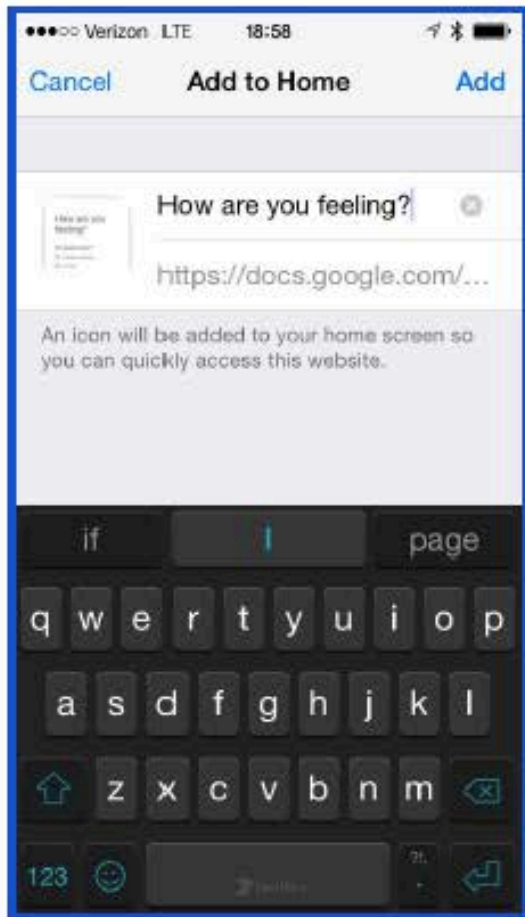 Verizon LTE 18:58
Cancel Add to Home Add
How are you feeling?
https://docs.google.com/...
An icon will be added to your home screen so
you can quickly access this website.
if I page
q w e r t y u i o p
a s d f g h j k l
z x c v b n m
123 ?!, .